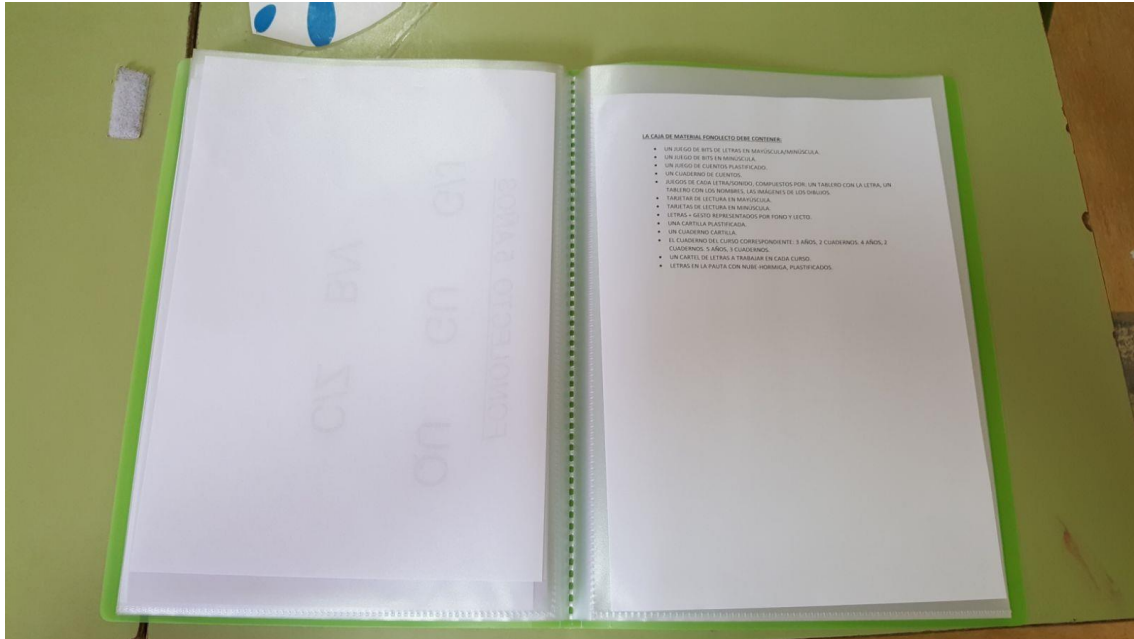 LA CAJA DE MATERIAL FONOLECTO DEBE CONTENER:
• UN JUEGO DE BITS DE LETRAS EN MAYÚSCULA/MINÚSCULA.
• UN JUEGO DE BITS EN MINÚSCULA.
• UN JUEGO DE CUENTOS PLASTIFICADO.
• UN CUADERNO DE CUENTOS.
• JUEGOS DE CADA LETRA/SONIDO, COMPUESTOS POR, UN TABLERO CON LA LETRA, UN
TABLERO CON LOS NOMBRES, LAS IMÁGENES DE LOS DIBUJOS.
• TARJETAR DE LECTURA EN MAYÚSCULA.
• TARJETAS DE LECTURA EN MINÚSCULA.
• LETRAS + GESTO REPRESENTADOS POR FONO Y LECTO.
• UNA CARTILLA PLASTIFICADA.
• UN CUADERNO CARTILLA.
• EL CUADERNO DEL CURSO CORRESPONDIENTE: 3 AÑOS, 2 CUADERNOS. 4 AÑOS, 2
CUADERNOS. 5 AÑOS, 3 CUADERNOS.
• UN CARTEL DE LETRAS A TRABAJAR EN CADA CURSO.
• LETRAS EN LA PAUTA CON NUBE-HORMIGA, PLASTIFICADOS.